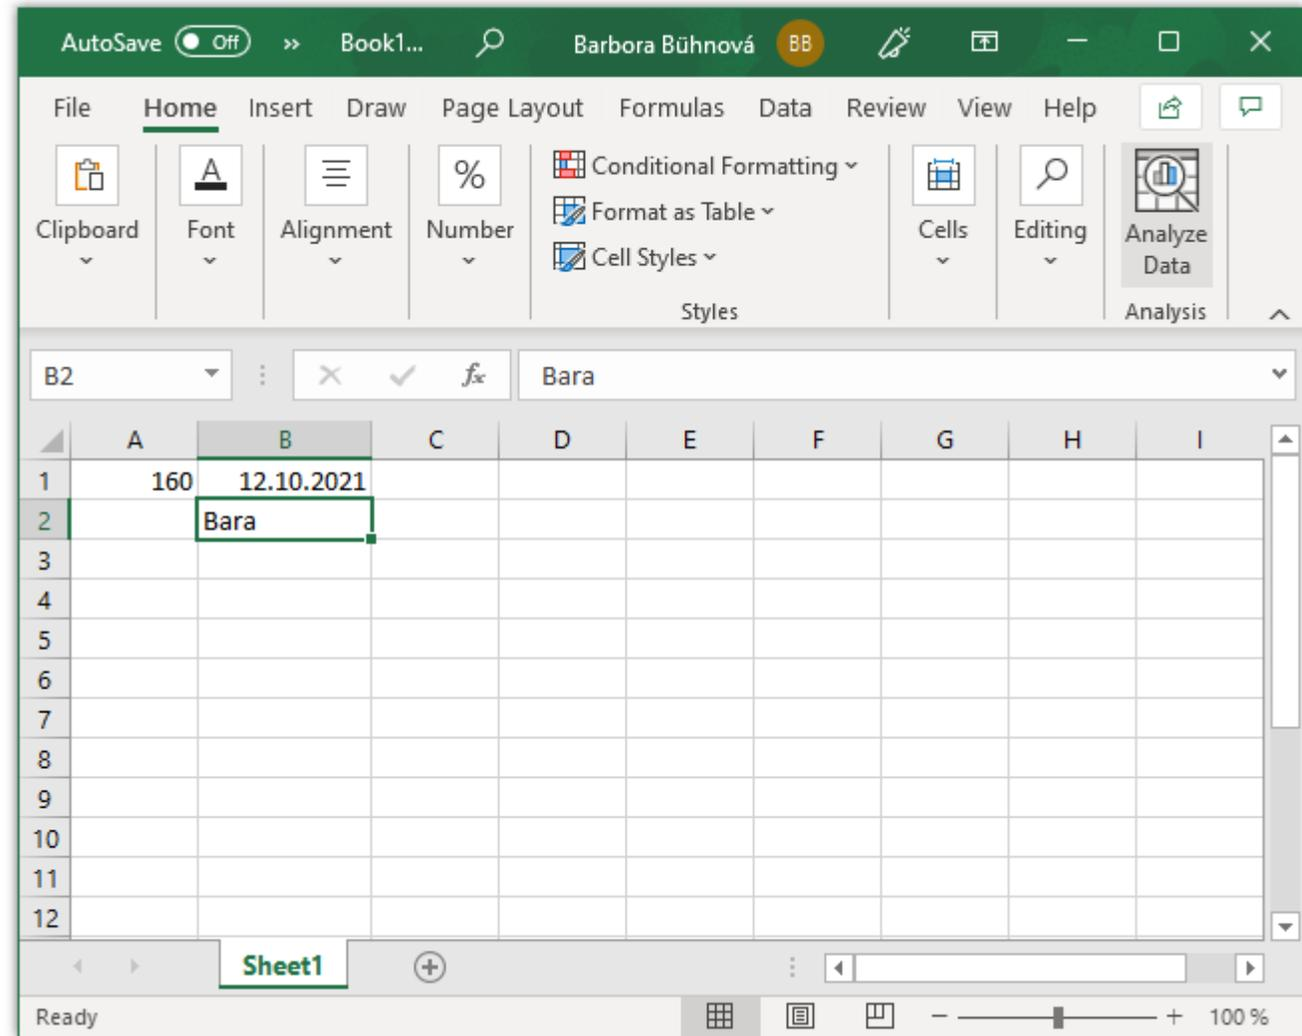 AutoSave Off » Book1... Barbora Bühnová BB
File Home Insert Draw Page Layout Formulas Data Review View Help
Conditional Formatting
Format as Table
Cell Styles
Clipboard Font Alignment Number Cells Editing Analyze Data
Styles Analysis
B2 fx Bara
A B C D E F G H I
1 160 12.10.2021
2 Bara
3
4
5
6
7
8
9
10
11
12
Sheet1
Ready 100 %